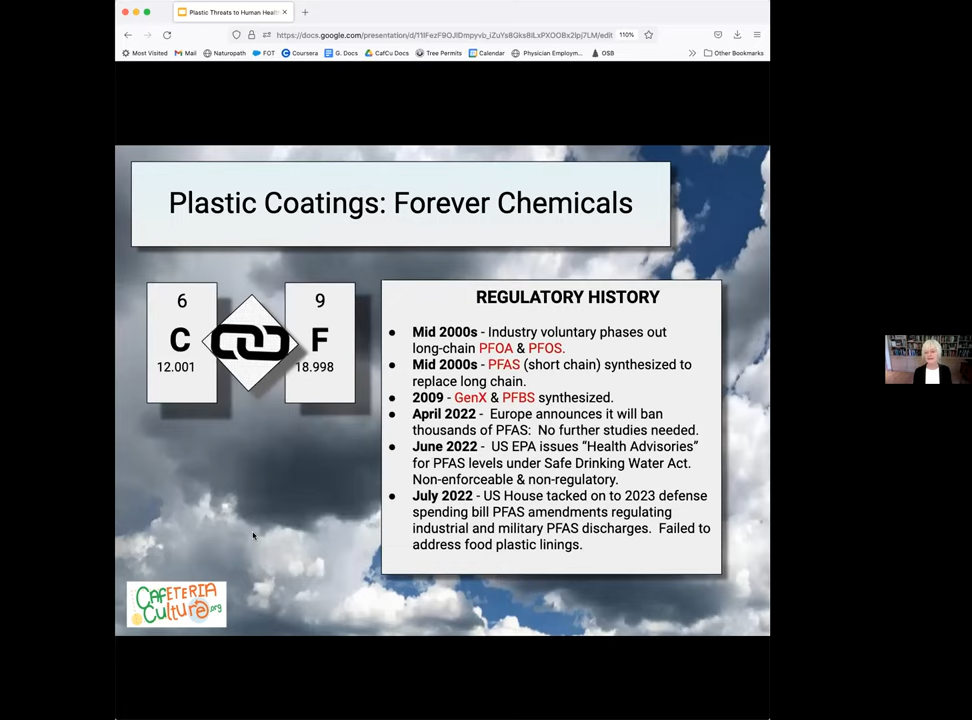 Plastic Threats to Human Healt
https://docs.google.com/presentation/d/
/edit
110%
Most Visited
Mail
Naturopath
FOT
Coursera
G. Docs
CafCu Docs
Tree Permits
Calendar
Physician Employm...
OSB
Other Bookmarks
Plastic Coatings: Forever Chemicals
6
C
12.001
9
F
18.998
REGULATORY HISTORY
● Mid 2000s - Industry voluntary phases out
long-chain PFOA & PFOS.
● Mid 2000s - PFAS (short chain) synthesized to
replace long chain.
● 2009 - GenX & PFBS synthesized.
● April 2022 - Europe announces it will ban
thousands of PFAS: No further studies needed.
● June 2022 - US EPA issues “Health Advisories”
for PFAS levels under Safe Drinking Water Act.
Non-enforceable & non-regulatory.
● July 2022 - US House tacked on to 2023 defense
spending bill PFAS amendments regulating
industrial and military PFAS discharges. Failed to
address food plastic linings.
CafETERIA
Culture.org